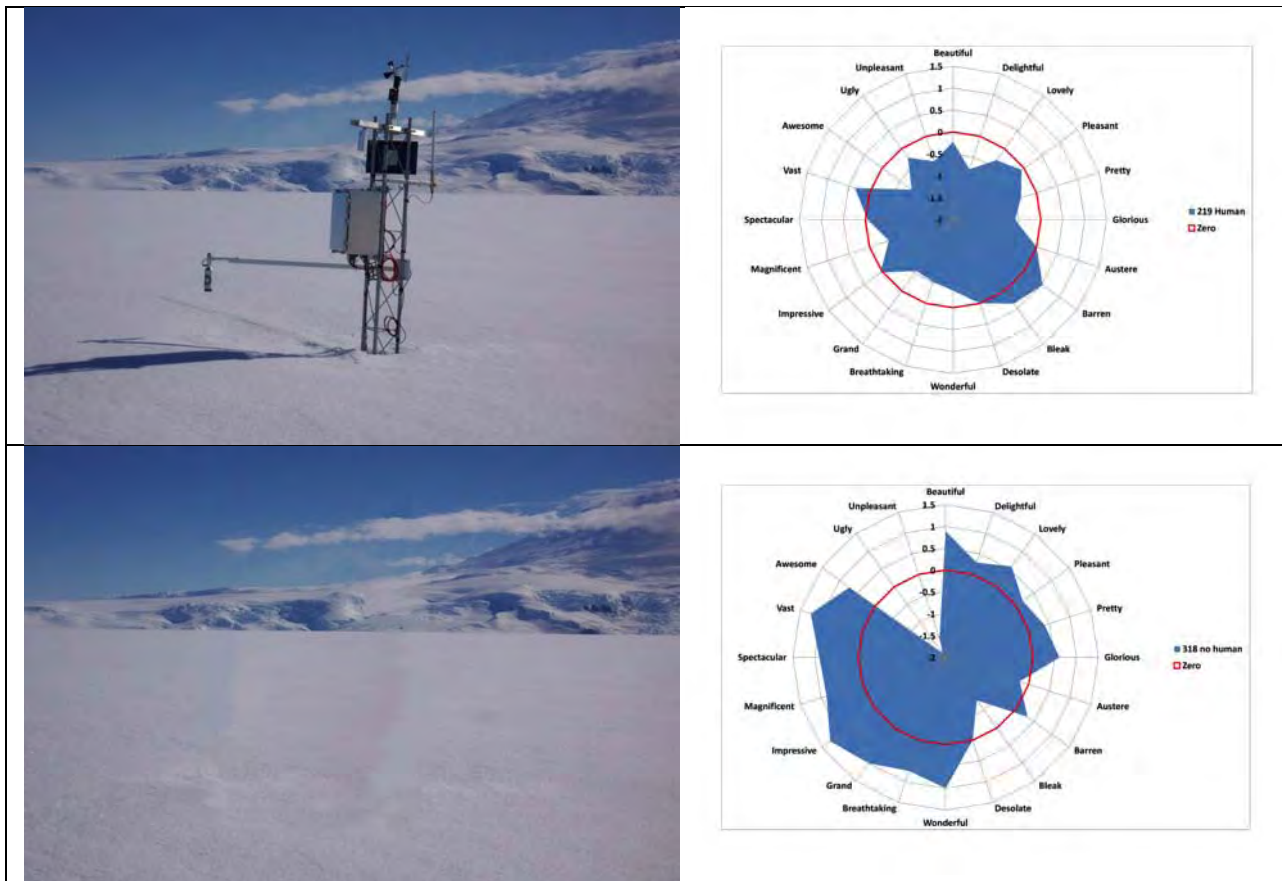 Beautiful
Unpleasant
Delightful
Ugly
Lovely
Awesome
Pleasant
Vast
Pretty
Spectacular
Glorious
Magnificent
Austere
Impressive
Barren
Grand
Bleak
Breathtaking
Desolate
Wonderful
1.5
1
0.5
0
-0.5
-1
-1.5
-2
219 Human
Zero
Beautiful
Unpleasant
Delightful
Ugly
Lovely
Awesome
Pleasant
Vast
Pretty
Spectacular
Glorious
Magnificent
Austere
Impressive
Barren
Grand
Bleak
Breathtaking
Desolate
Wonderful
1.5
1
0.5
0
-0.5
-1
-1.5
-2
318 no human
Zero